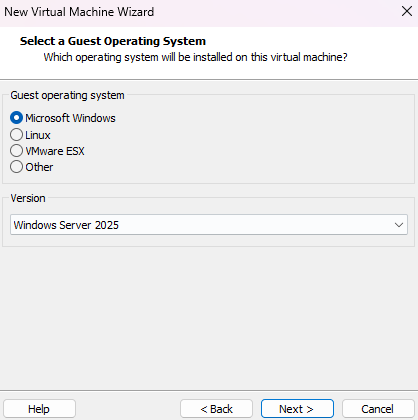 New Virtual Machine Wizard
Select a Guest Operating System
Which operating system will be installed on this virtual machine?
Guest operating system
Microsoft Windows
Linux
VMware ESX
Other
Version
Windows Server 2025
Help
< Back
Next >
Cancel